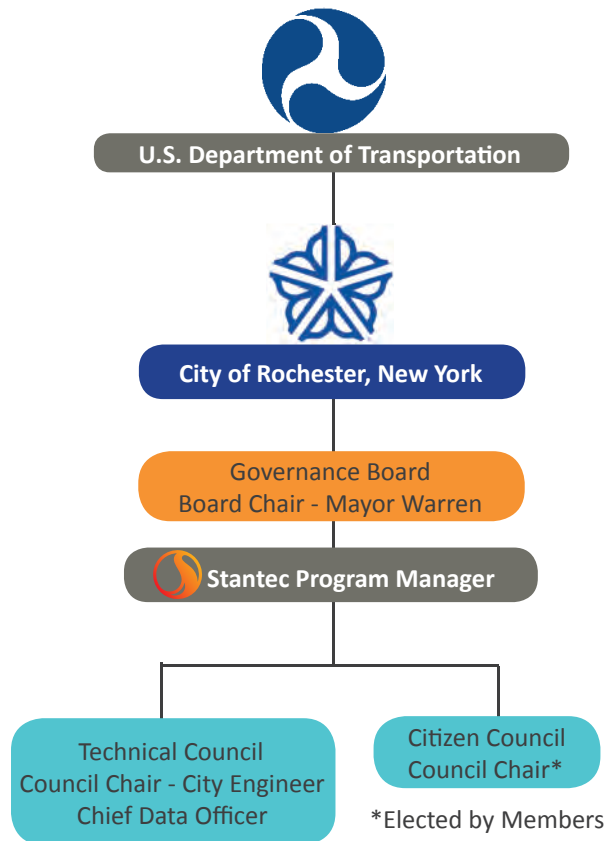 U.S. Department of Transportation
City of Rochester, New York
Governance Board
Board Chair - Mayor Warren
Stantec Program Manager
Technical Council
Council Chair - City Engineer
Chief Data Officer
Citizen Council
Council Chair*
*Elected by Members